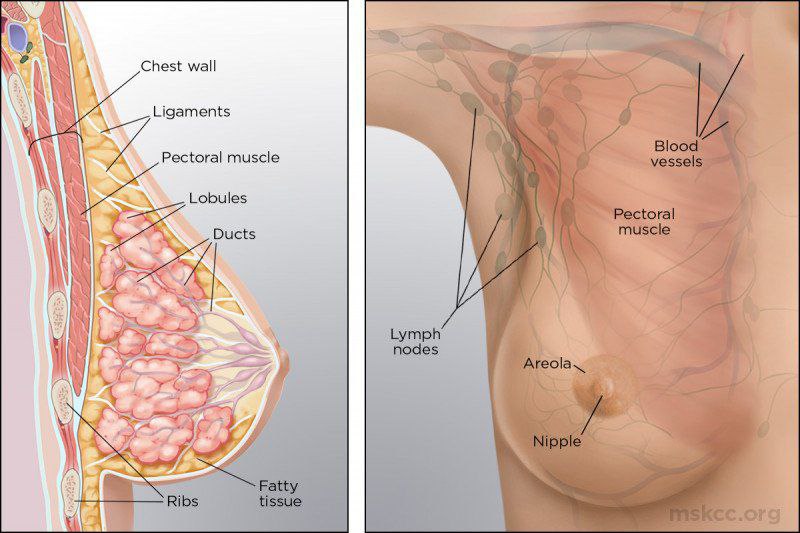 Chest wall
Ligaments
Pectoral muscle
Lobules
Ducts
Ribs
Fatty
tissue
Blood
vessels
Pectoral
muscle
Lymph
nodes
Areola
Nipple
mskcc.org